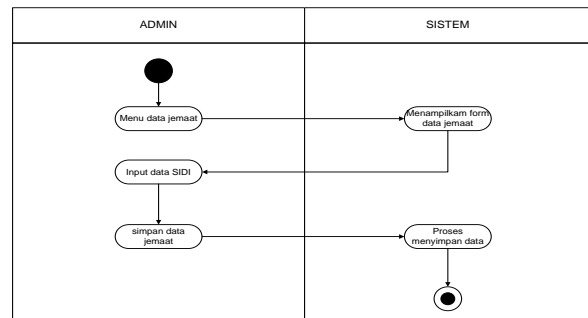 ADMIN
SISTEM
Menu data jemaat
Menampilkam form
data jemaat
Input data SIDI
simpan data
jemaat
Proses
menyimpan data